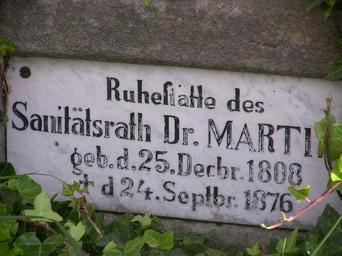 Ruheſtätte des
Sanitätsrath Dr. MARTI
geb. d. 25. Decbr. 1808
† d 24. Septbr. 1876